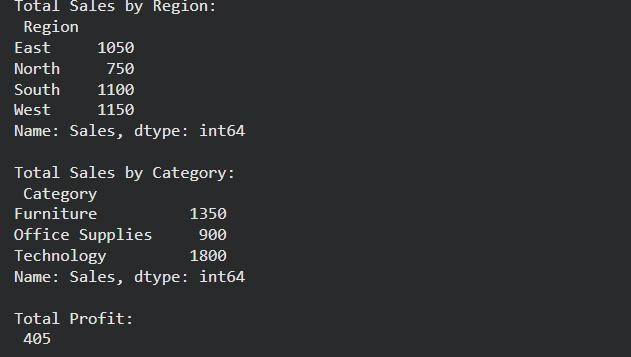 Total Sales by Region:
 Region
East     1050
North     750
South    1100
West     1150
Name: Sales, dtype: int64

Total Sales by Category:
 Category
Furniture          1350
Office Supplies     900
Technology         1800
Name: Sales, dtype: int64

Total Profit:
 405